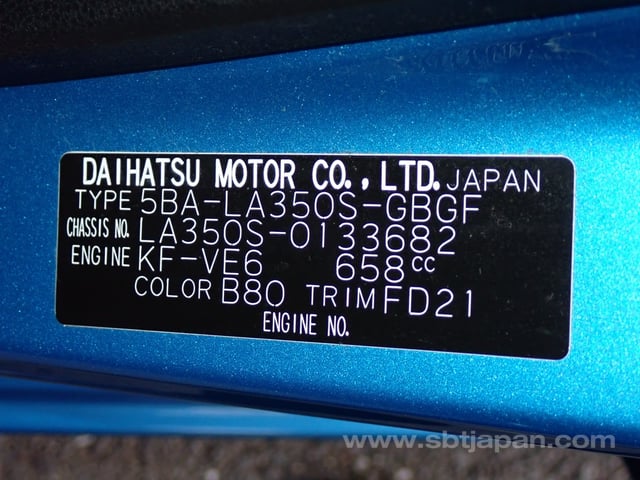 DAIHATSU MOTOR CO., LTD. JAPAN
TYPE 5BA-LA350S-GBGF
CHASSIS NO. LA350S-0133682
ENGINE KF-VE6 658cc
COLOR B80 TRIM FD21
ENGINE NO.
www.sbtjapan.com